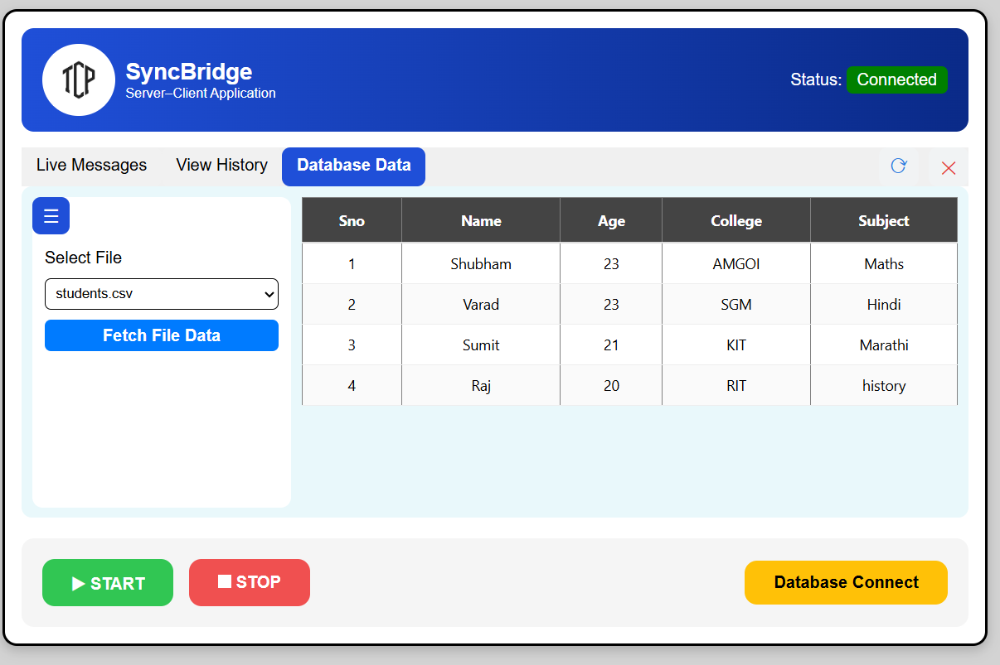 TCP
SyncBridge
Server–Client Application
Status: Connected
Live Messages View History Database Data
Select File
students.csv
Fetch File Data
Sno Name Age College Subject
1 Shubham 23 AMGOI Maths
2 Varad 23 SGM Hindi
3 Sumit 21 KIT Marathi
4 Raj 20 RIT history
START STOP Database Connect